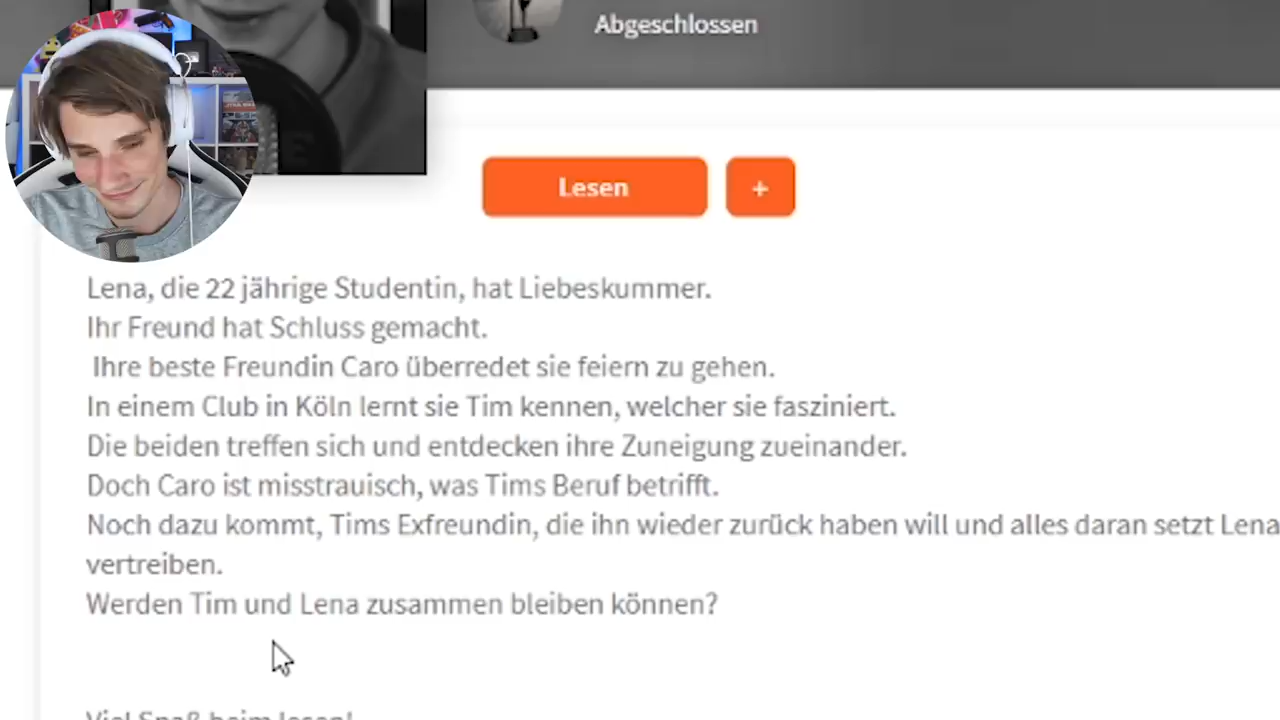 Abgeschlossen
Lesen
+
Lena, die 22 jährige Studentin, hat Liebeskummer.
Ihr Freund hat Schluss gemacht.
Ihre beste Freundin Caro überredet sie feiern zu gehen.
In einem Club in Köln lernt sie Tim kennen, welcher sie fasziniert.
Die beiden treffen sich und entdecken ihre Zuneigung zueinander.
Doch Caro ist misstrauisch, was Tims Beruf betrifft.
Noch dazu kommt, Tims Exfreundin, die ihn wieder zurück haben will und alles daran setzt Lena
vertreiben.
Werden Tim und Lena zusammen bleiben können?
Viel Spaß beim lesen!